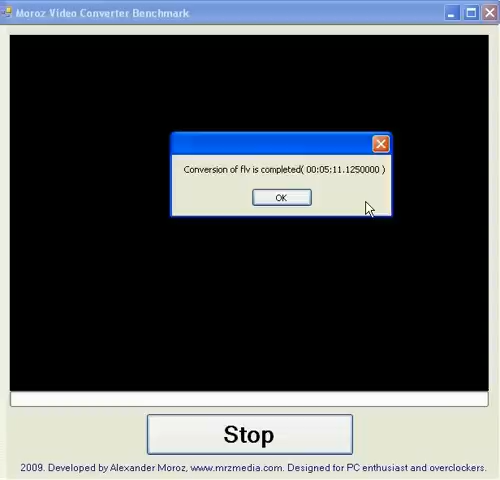 Moroz Video Converter Benchmark
Conversion of flv is completed( 00:05:11.1250000 )
OK
Stop
2009. Developed by Alexander Moroz, www.mrzmedia.com. Designed for PC enthusiast and overclockers.